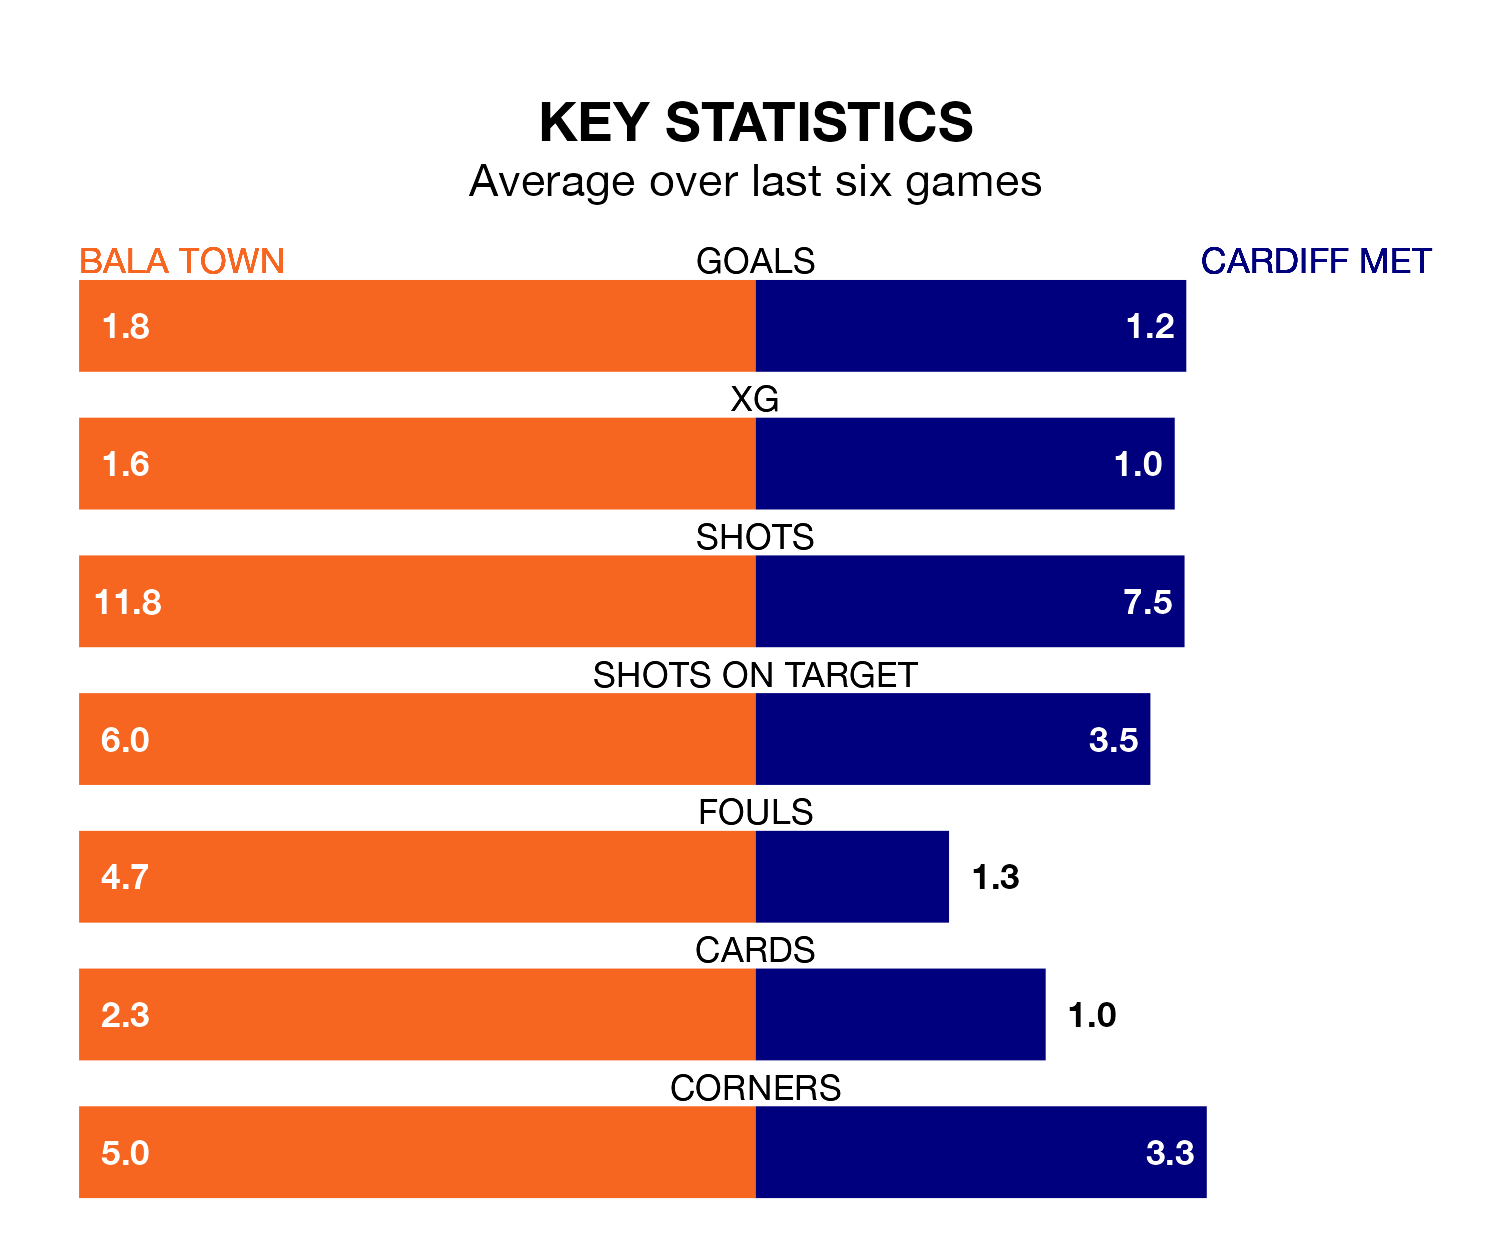 KEY STATISTICS
Average over last six games
BALA TOWN GOALS CARDIFF MET
1.8 1.2
XG
1.6 1.0
SHOTS
11.8 7.5
SHOTS ON TARGET
6.0 3.5
FOULS
4.7 1.3
CARDS
2.3 1.0
CORNERS
5.0 3.3